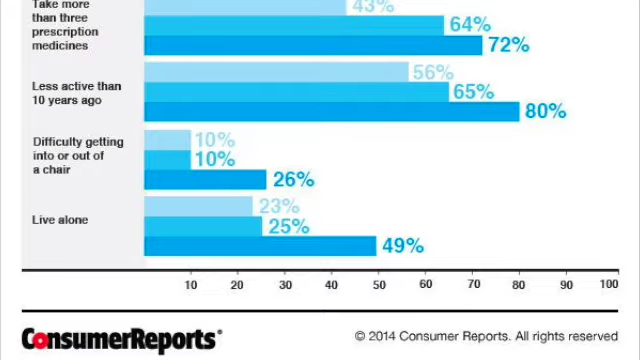 Take more
than three
prescription
medicines
43%
64%
72%
Less active than
10 years ago
56%
65%
80%
Difficulty getting
into or out of
a chair
10%
10%
26%
Live alone
23%
25%
49%
10 20 30 40 50 60 70 80 90 100
ConsumerReports®
© 2014 Consumer Reports. All rights reserved